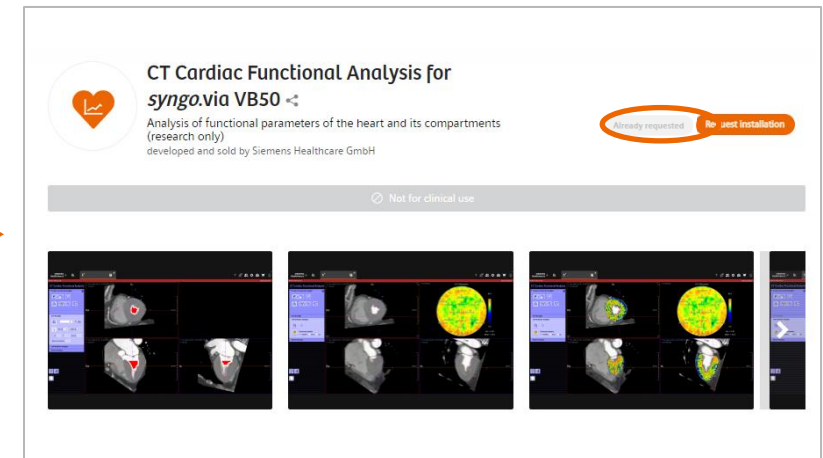 CT Cardiac Functional Analysis for
syngo.via VB50
Analysis of functional parameters of the heart and its compartments
(research only)
developed and sold by Siemens Healthcare GmbH
Already requested
Request installation
Not for clinical use